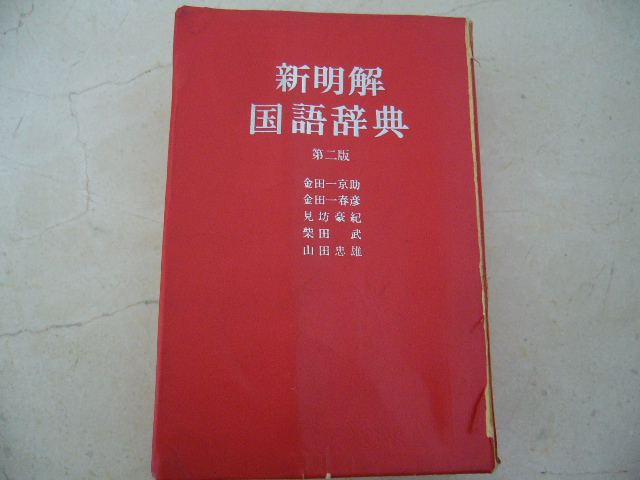 新明解
国語辞典
第二版
金田一京助
金田一春彦
見坊豪紀
柴田 武
山田忠雄